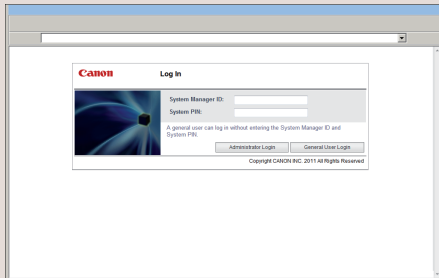 Canon
Log In
System Manager ID:
System PIN:
A general user can log in without entering the System Manager ID and
System PIN.
Administrator Login
General User Login
Copyright CANON INC. 2011 All Rights Reserved